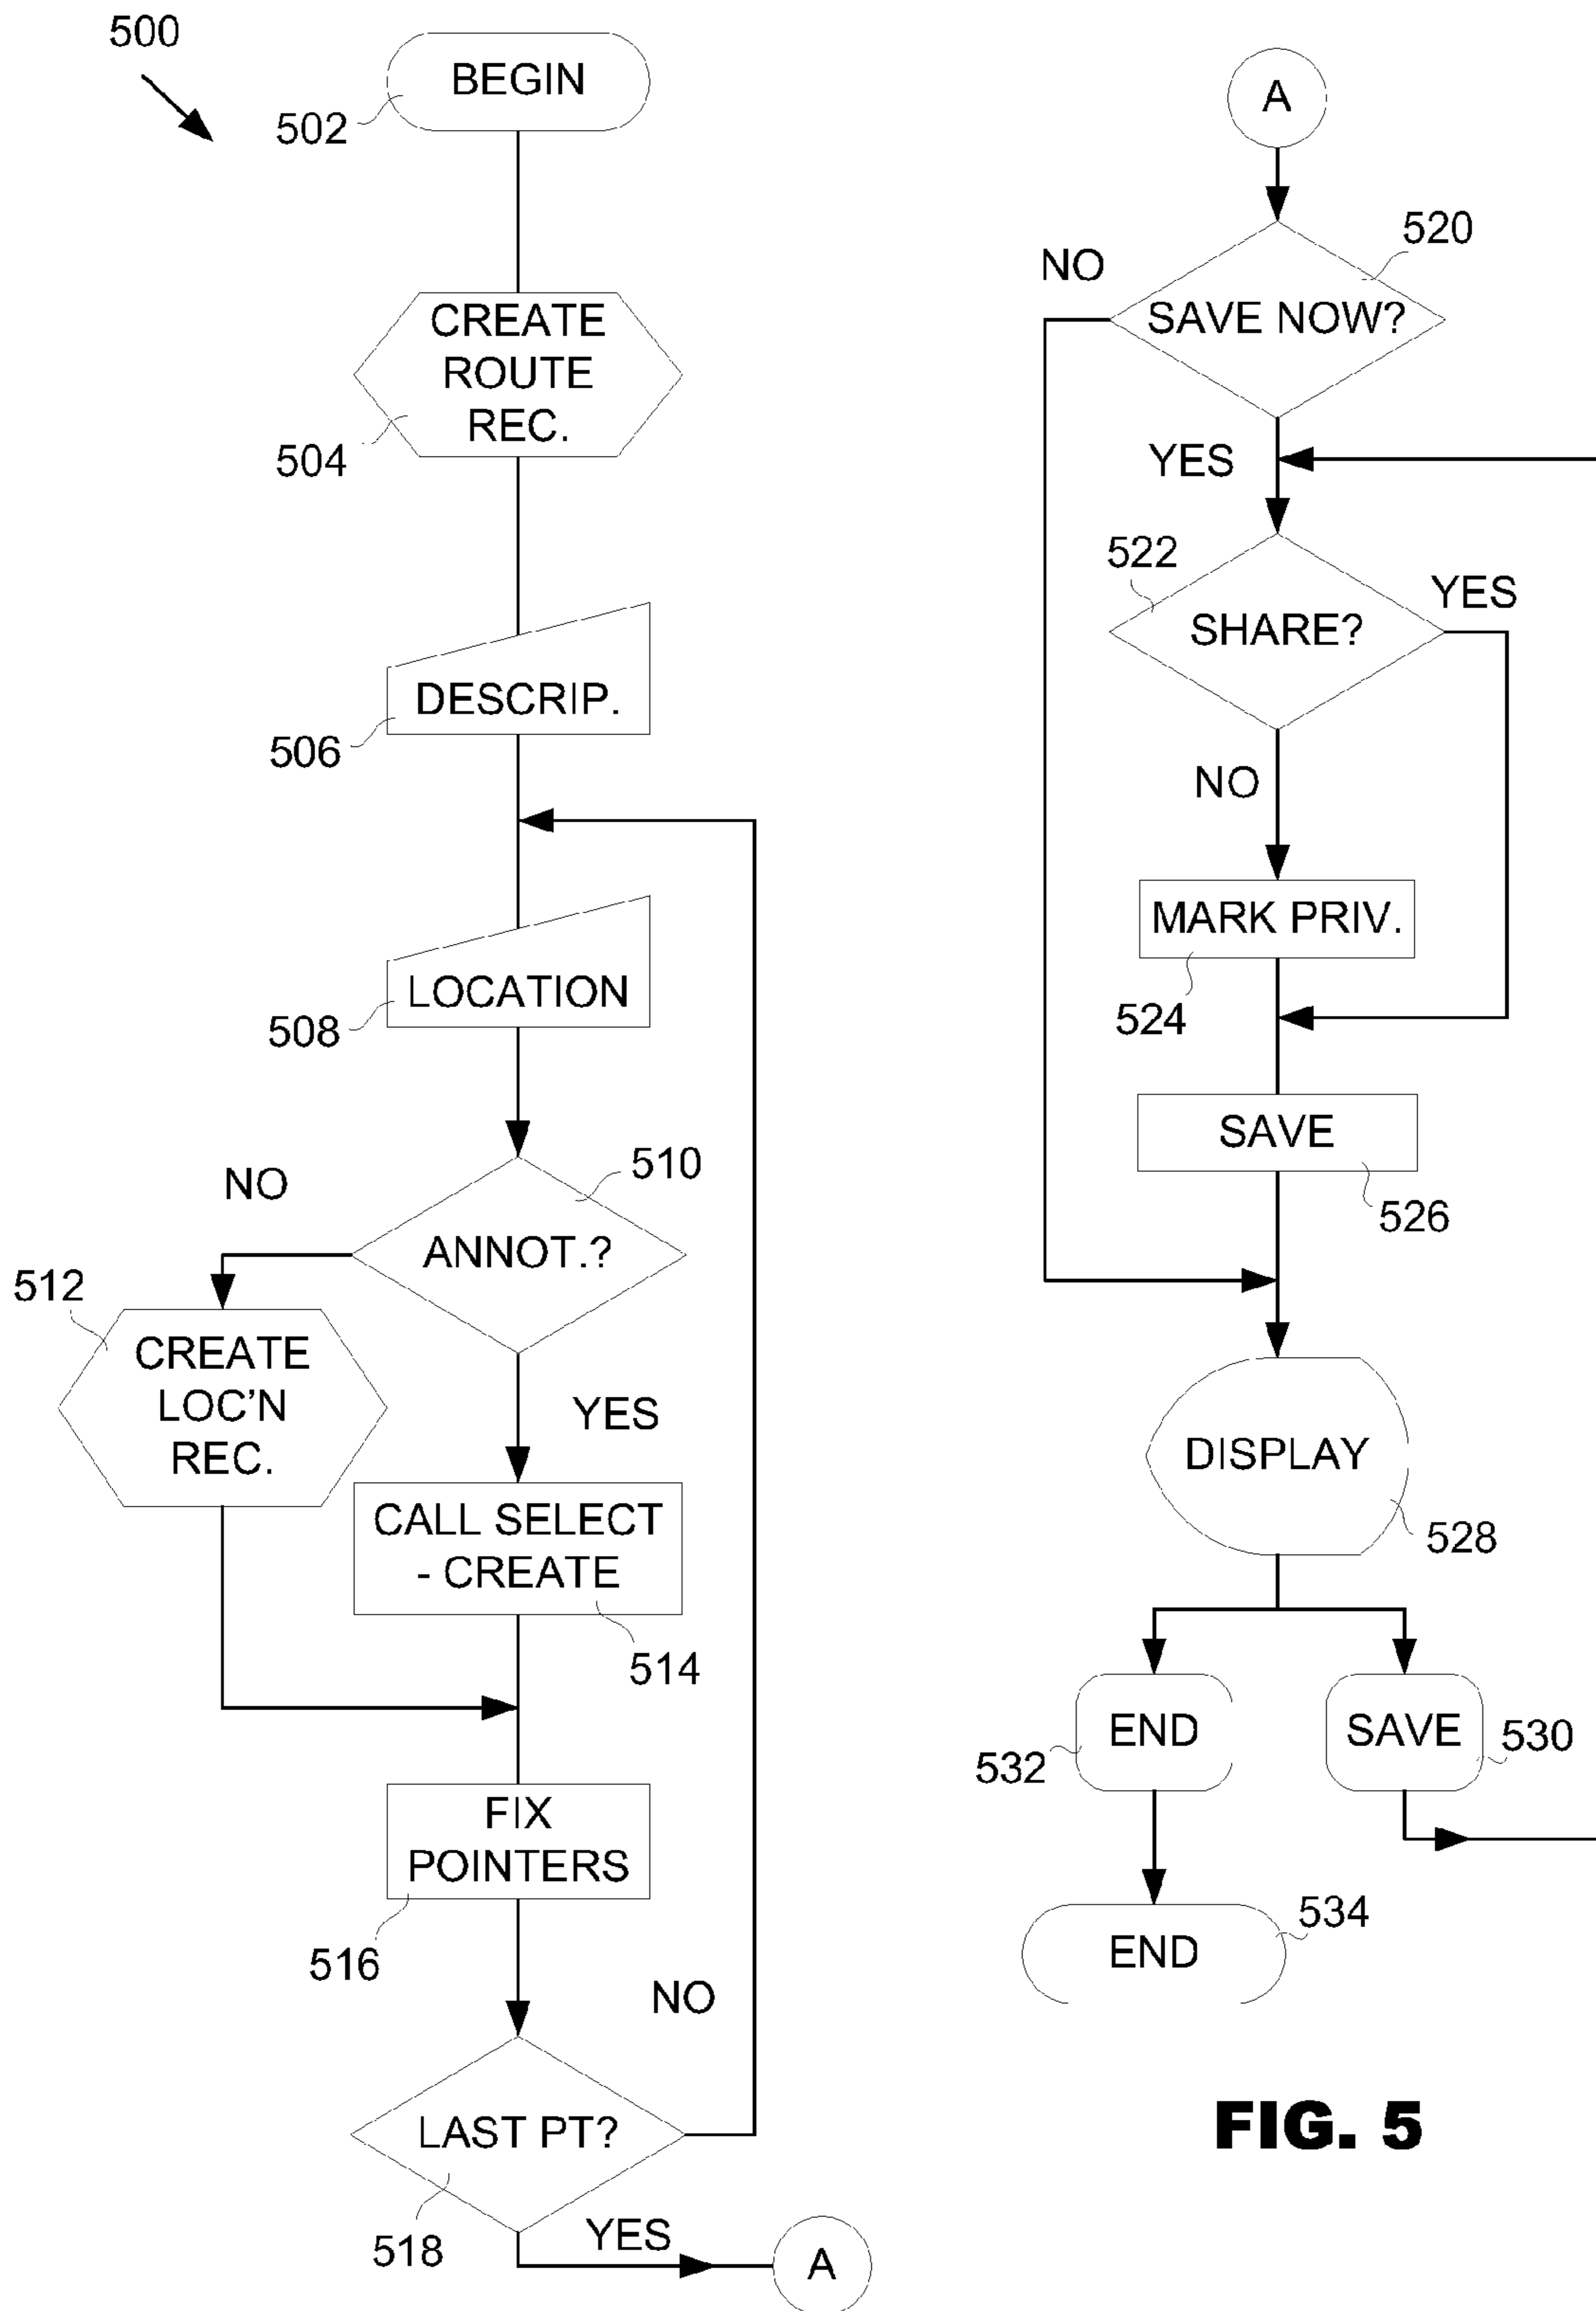 500
BEGIN
502
CREATE
ROUTE
REC.
504
DESCRIP.
506
LOCATION
508
510
NO
ANNOT.?
512
CREATE
LOC'N
REC.
YES
CALL SELECT
- CREATE
514
FIX
POINTERS
516
NO
LAST PT?
518
YES
A
A
520
NO
SAVE NOW?
YES
522
YES
SHARE?
NO
MARK PRIV.
524
SAVE
526
DISPLAY
528
END
532
SAVE
530
534
END
FIG. 5